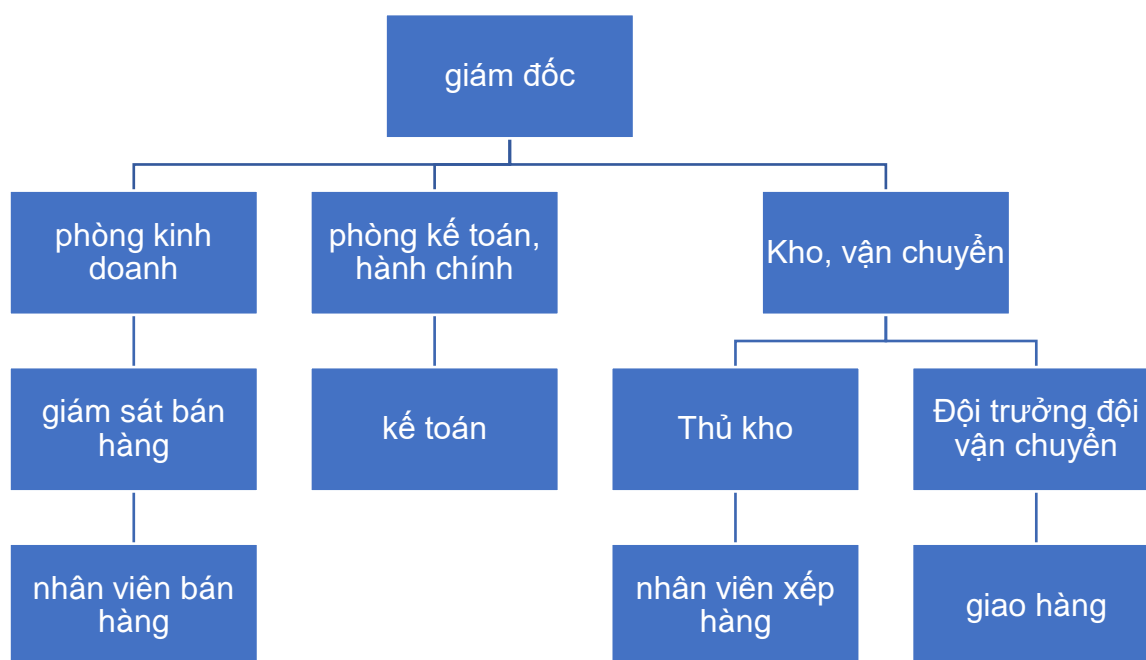 giám đốc
phòng kinh
doanh
phòng kế toán,
hành chính
Kho, vận chuyển
giám sát bán
hàng
kế toán
Thủ kho
Đội trưởng đội
vận chuyển
nhân viên bán
hàng
nhân viên xếp
hàng
giao hàng